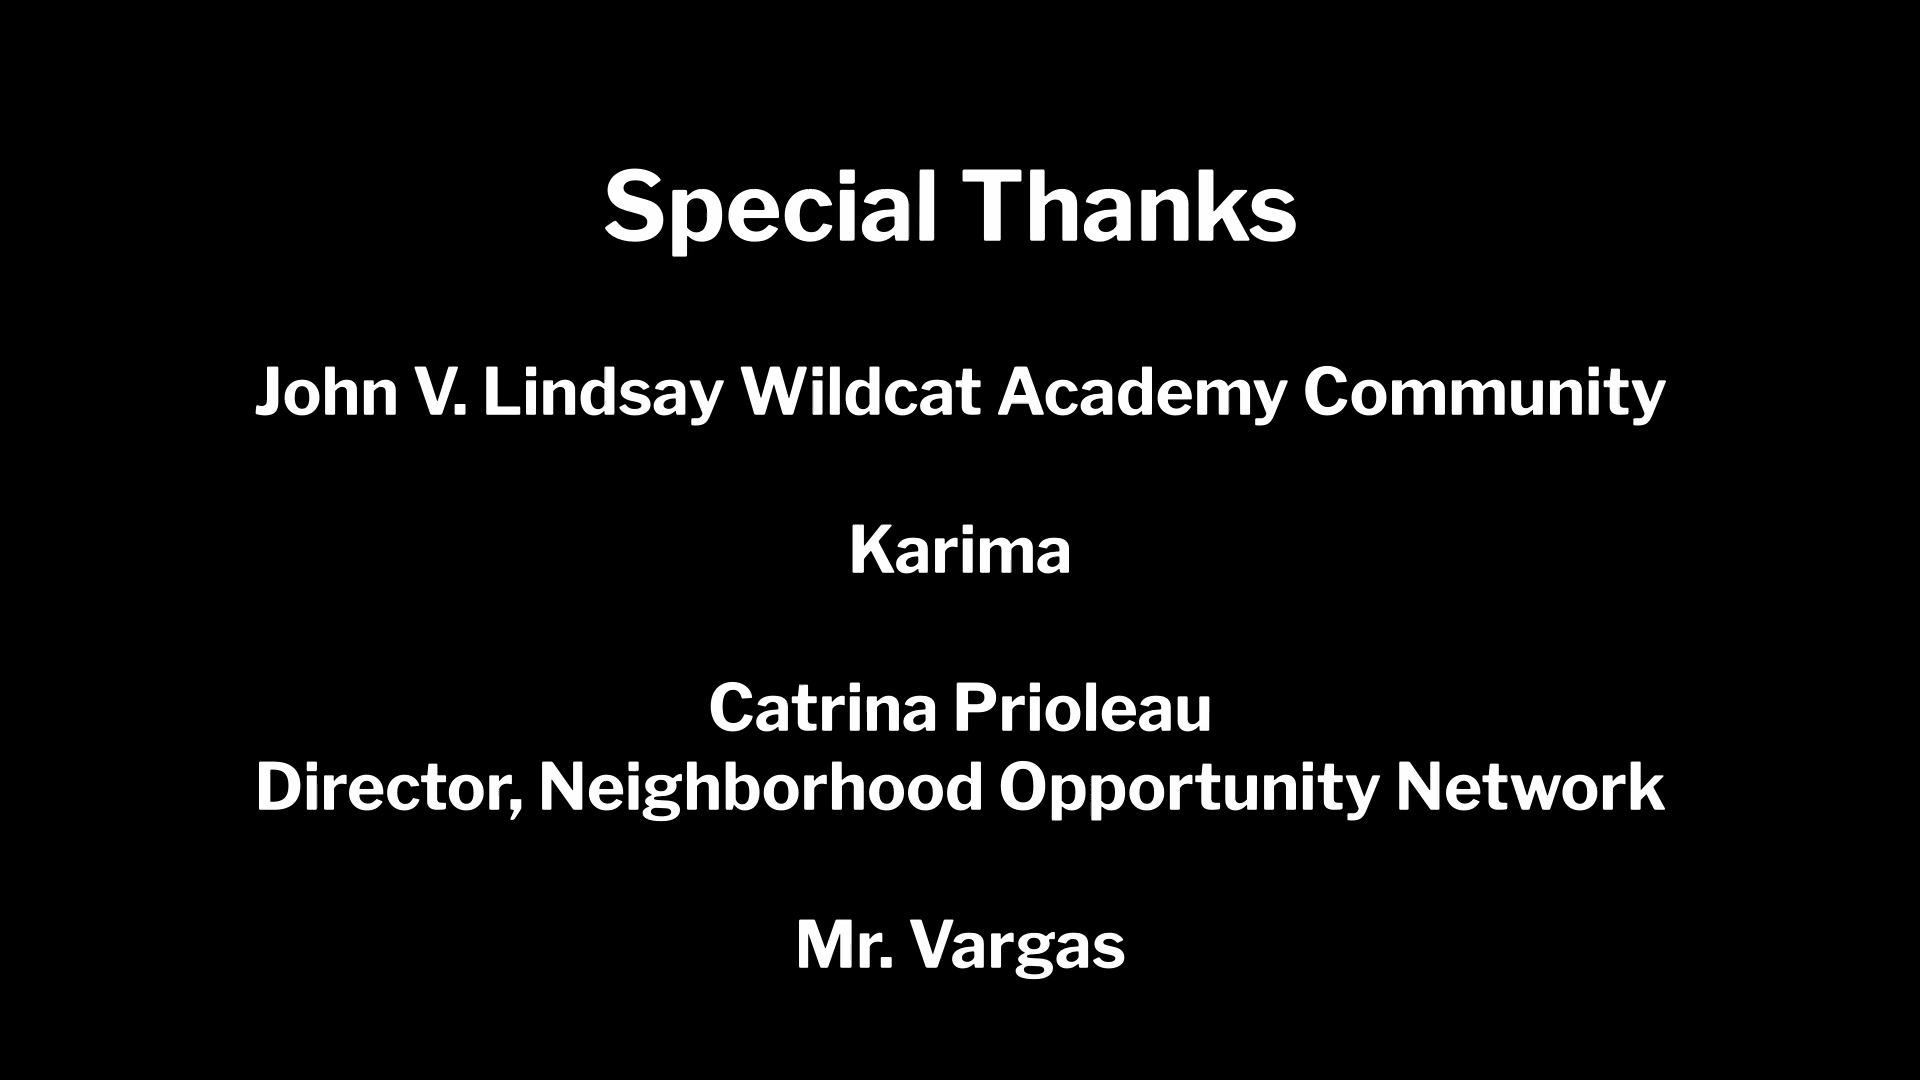 Special Thanks
John V. Lindsay Wildcat Academy Community
Karima
Catrina Prioleau
Director, Neighborhood Opportunity Network
Mr. Vargas